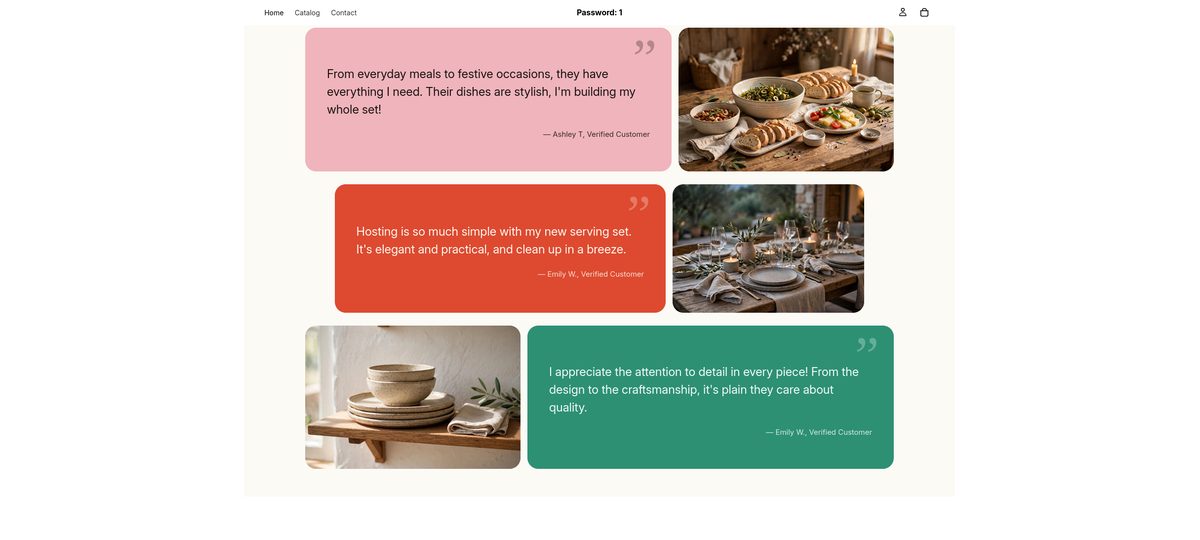 Home Catalog Contact Password: 1
”
From everyday meals to festive occasions, they have
everything I need. Their dishes are stylish, I'm building my
whole set!
— Ashley T, Verified Customer
”
Hosting is so much simple with my new serving set.
It's elegant and practical, and clean up in a breeze.
— Emily W., Verified Customer
”
I appreciate the attention to detail in every piece! From the
design to the craftsmanship, it's plain they care about
quality.
— Emily W., Verified Customer